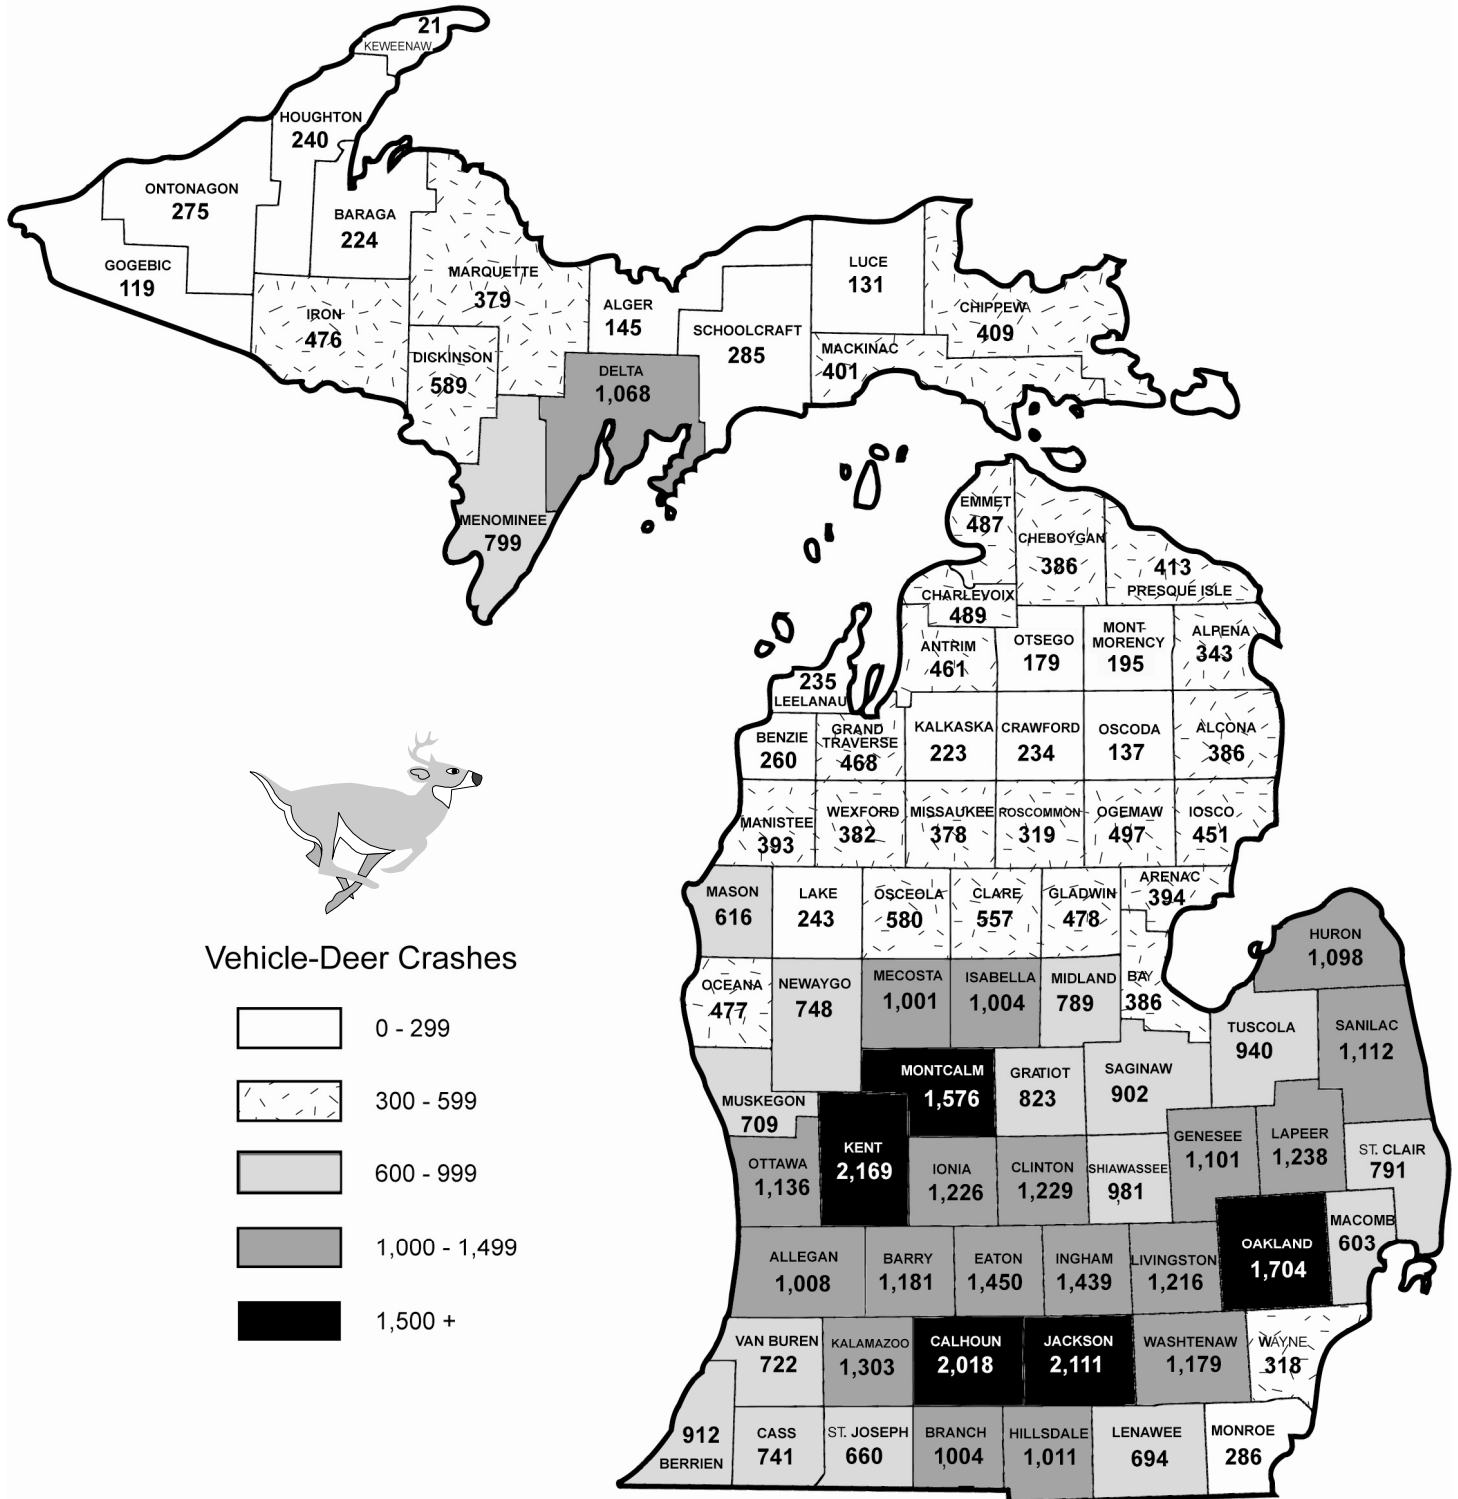 21
KEWEENAW
HOUGHTON
240
ONTONAGON
275
BARAGA
224
GOGEBIC
119
MARQUETTE
379
IRON
476
DICKINSON
589
ALGER
145
SCHOOLCRAFT
285
LUCE
131
CHIPPEWA
409
MACKINAC
401
DELTA
1,068
MENOMINEE
799
EMMET
487
CHEBOYGAN
386
413
PRESQUE ISLE
CHARLEVOIX
489
ANTRIM
461
OTSEGO
179
MONT-
MORENCY
195
ALPENA
343
235
LEELANAU
BENZIE
260
GRAND
TRAVERSE
468
KALKASKA
223
CRAWFORD
234
OSCODA
137
ALCONA
386
MANISTEE
393
WEXFORD
382
MISSAUKEE
378
ROSCOMMON
319
OGEMAW
497
IOSCO
451
MASON
616
LAKE
243
OSCEOLA
580
CLARE
557
GLADWIN
478
ARENAC
394
HURON
1,098
OCEANA
477
NEWAYGO
748
MECOSTA
1,001
ISABELLA
1,004
MIDLAND
789
BAY
386
TUSCOLA
940
SANILAC
1,112
MONTCALM
1,576
GRATIOT
823
SAGINAW
902
MUSKEGON
709
KENT
2,169
OTTAWA
1,136
IONIA
1,226
CLINTON
1,229
SHIAWASSEE
981
GENESEE
1,101
LAPEER
1,238
ST. CLAIR
791
MACOMB
603
OAKLAND
1,704
ALLEGAN
1,008
BARRY
1,181
EATON
1,450
INGHAM
1,439
LIVINGSTON
1,216
VAN BUREN
722
KALAMAZOO
1,303
CALHOUN
2,018
JACKSON
2,111
WASHTENAW
1,179
WAYNE
318
912
BERRIEN
CASS
741
ST. JOSEPH
660
BRANCH
1004
HILLSDALE
1,011
LENAWEE
694
MONROE
286
Vehicle-Deer Crashes
0 - 299
300 - 599
600 - 999
1,000 - 1,499
1,500 +